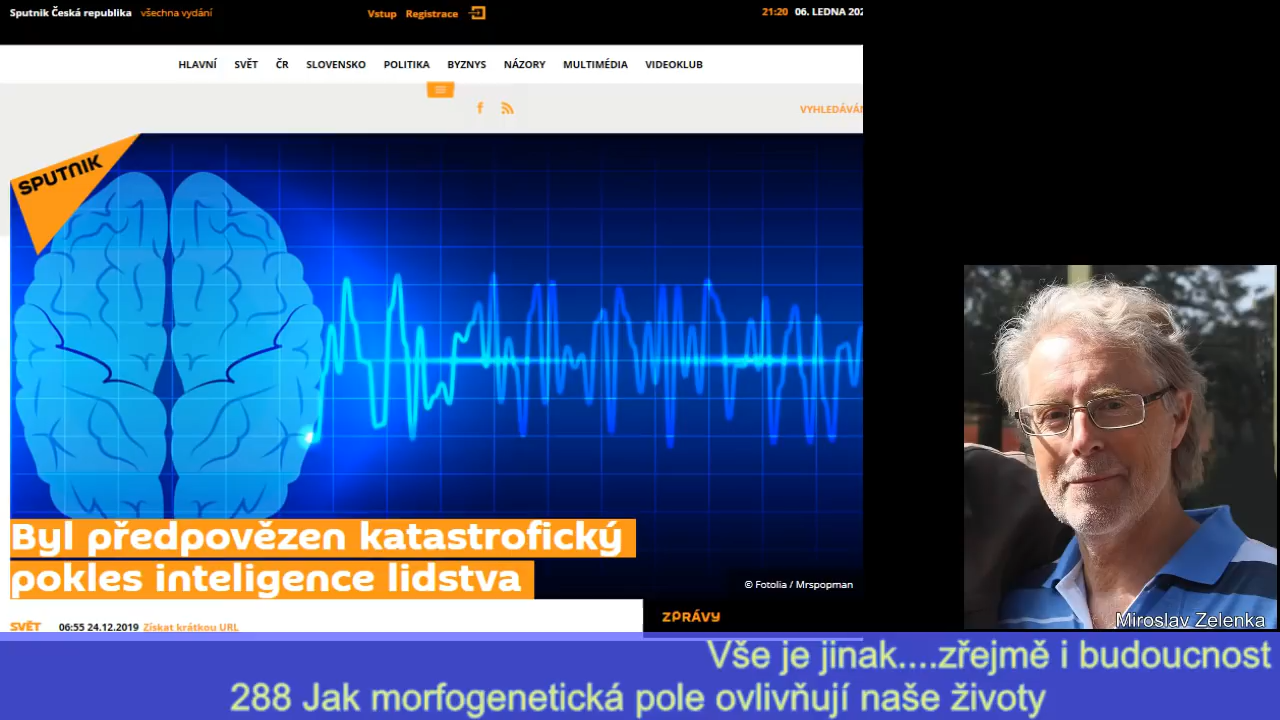 Sputnik Česká republika všechna vydání
Vstup Registrace
21:20 06. LEDNA 202
HLAVNÍ SVĚT ČR SLOVENSKO POLITIKA BYZNYS NÁZORY MULTIMÉDIA VIDEOKLUB
VYHLEDÁVÁN
SPUTNIK
Byl předpovězen katastrofický
pokles inteligence lidstva
© Fotolia / Mrspopman
SVĚT 06:55 24.12.2019 Získat krátkou URL
ZPRÁVY
Miroslav Zelenka
Vše je jinak....zřejmě i budoucnost
288 Jak morfogenetická pole ovlivňují naše životy